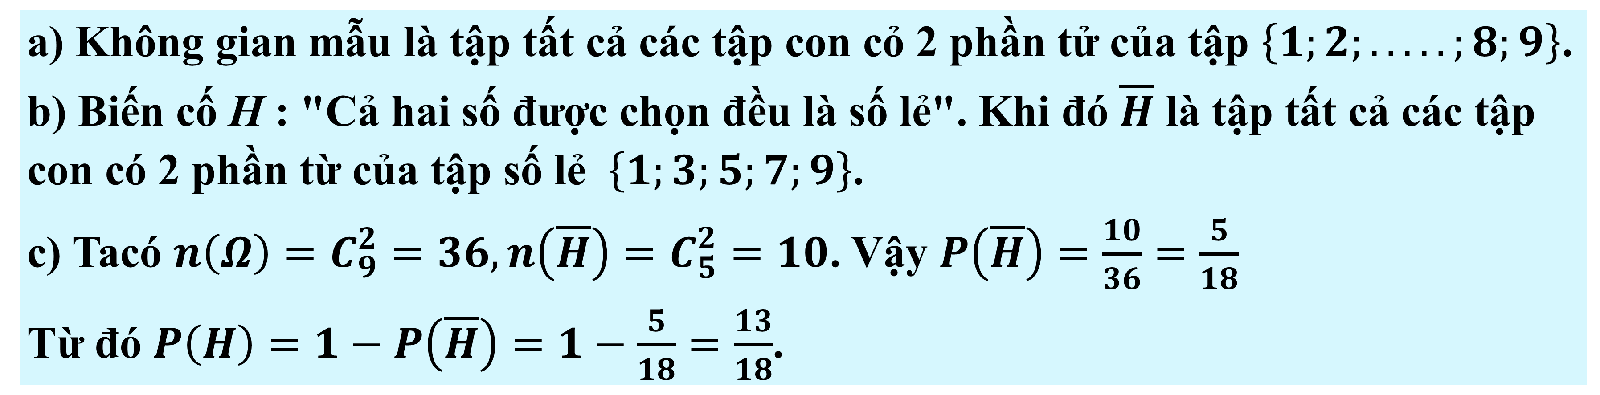 a) Không gian mẫu là tập tất cả các tập con cỏ 2 phần tử của tập {1; 2; . . . . . ; 8; 9}.
b) Biến cố H : "Cả hai số được chọn đều là số lẻ". Khi đó H̅ là tập tất cả các tập
con có 2 phần từ của tập số lẻ {1; 3; 5; 7; 9}.
c) Tacó n(Ω) = C₉² = 36, n(H̅) = C₅² = 10. Vậy P(H̅) = 10/36 = 5/18
Từ đó P(H) = 1 − P(H̅) = 1 − 5/18 = 13/18.